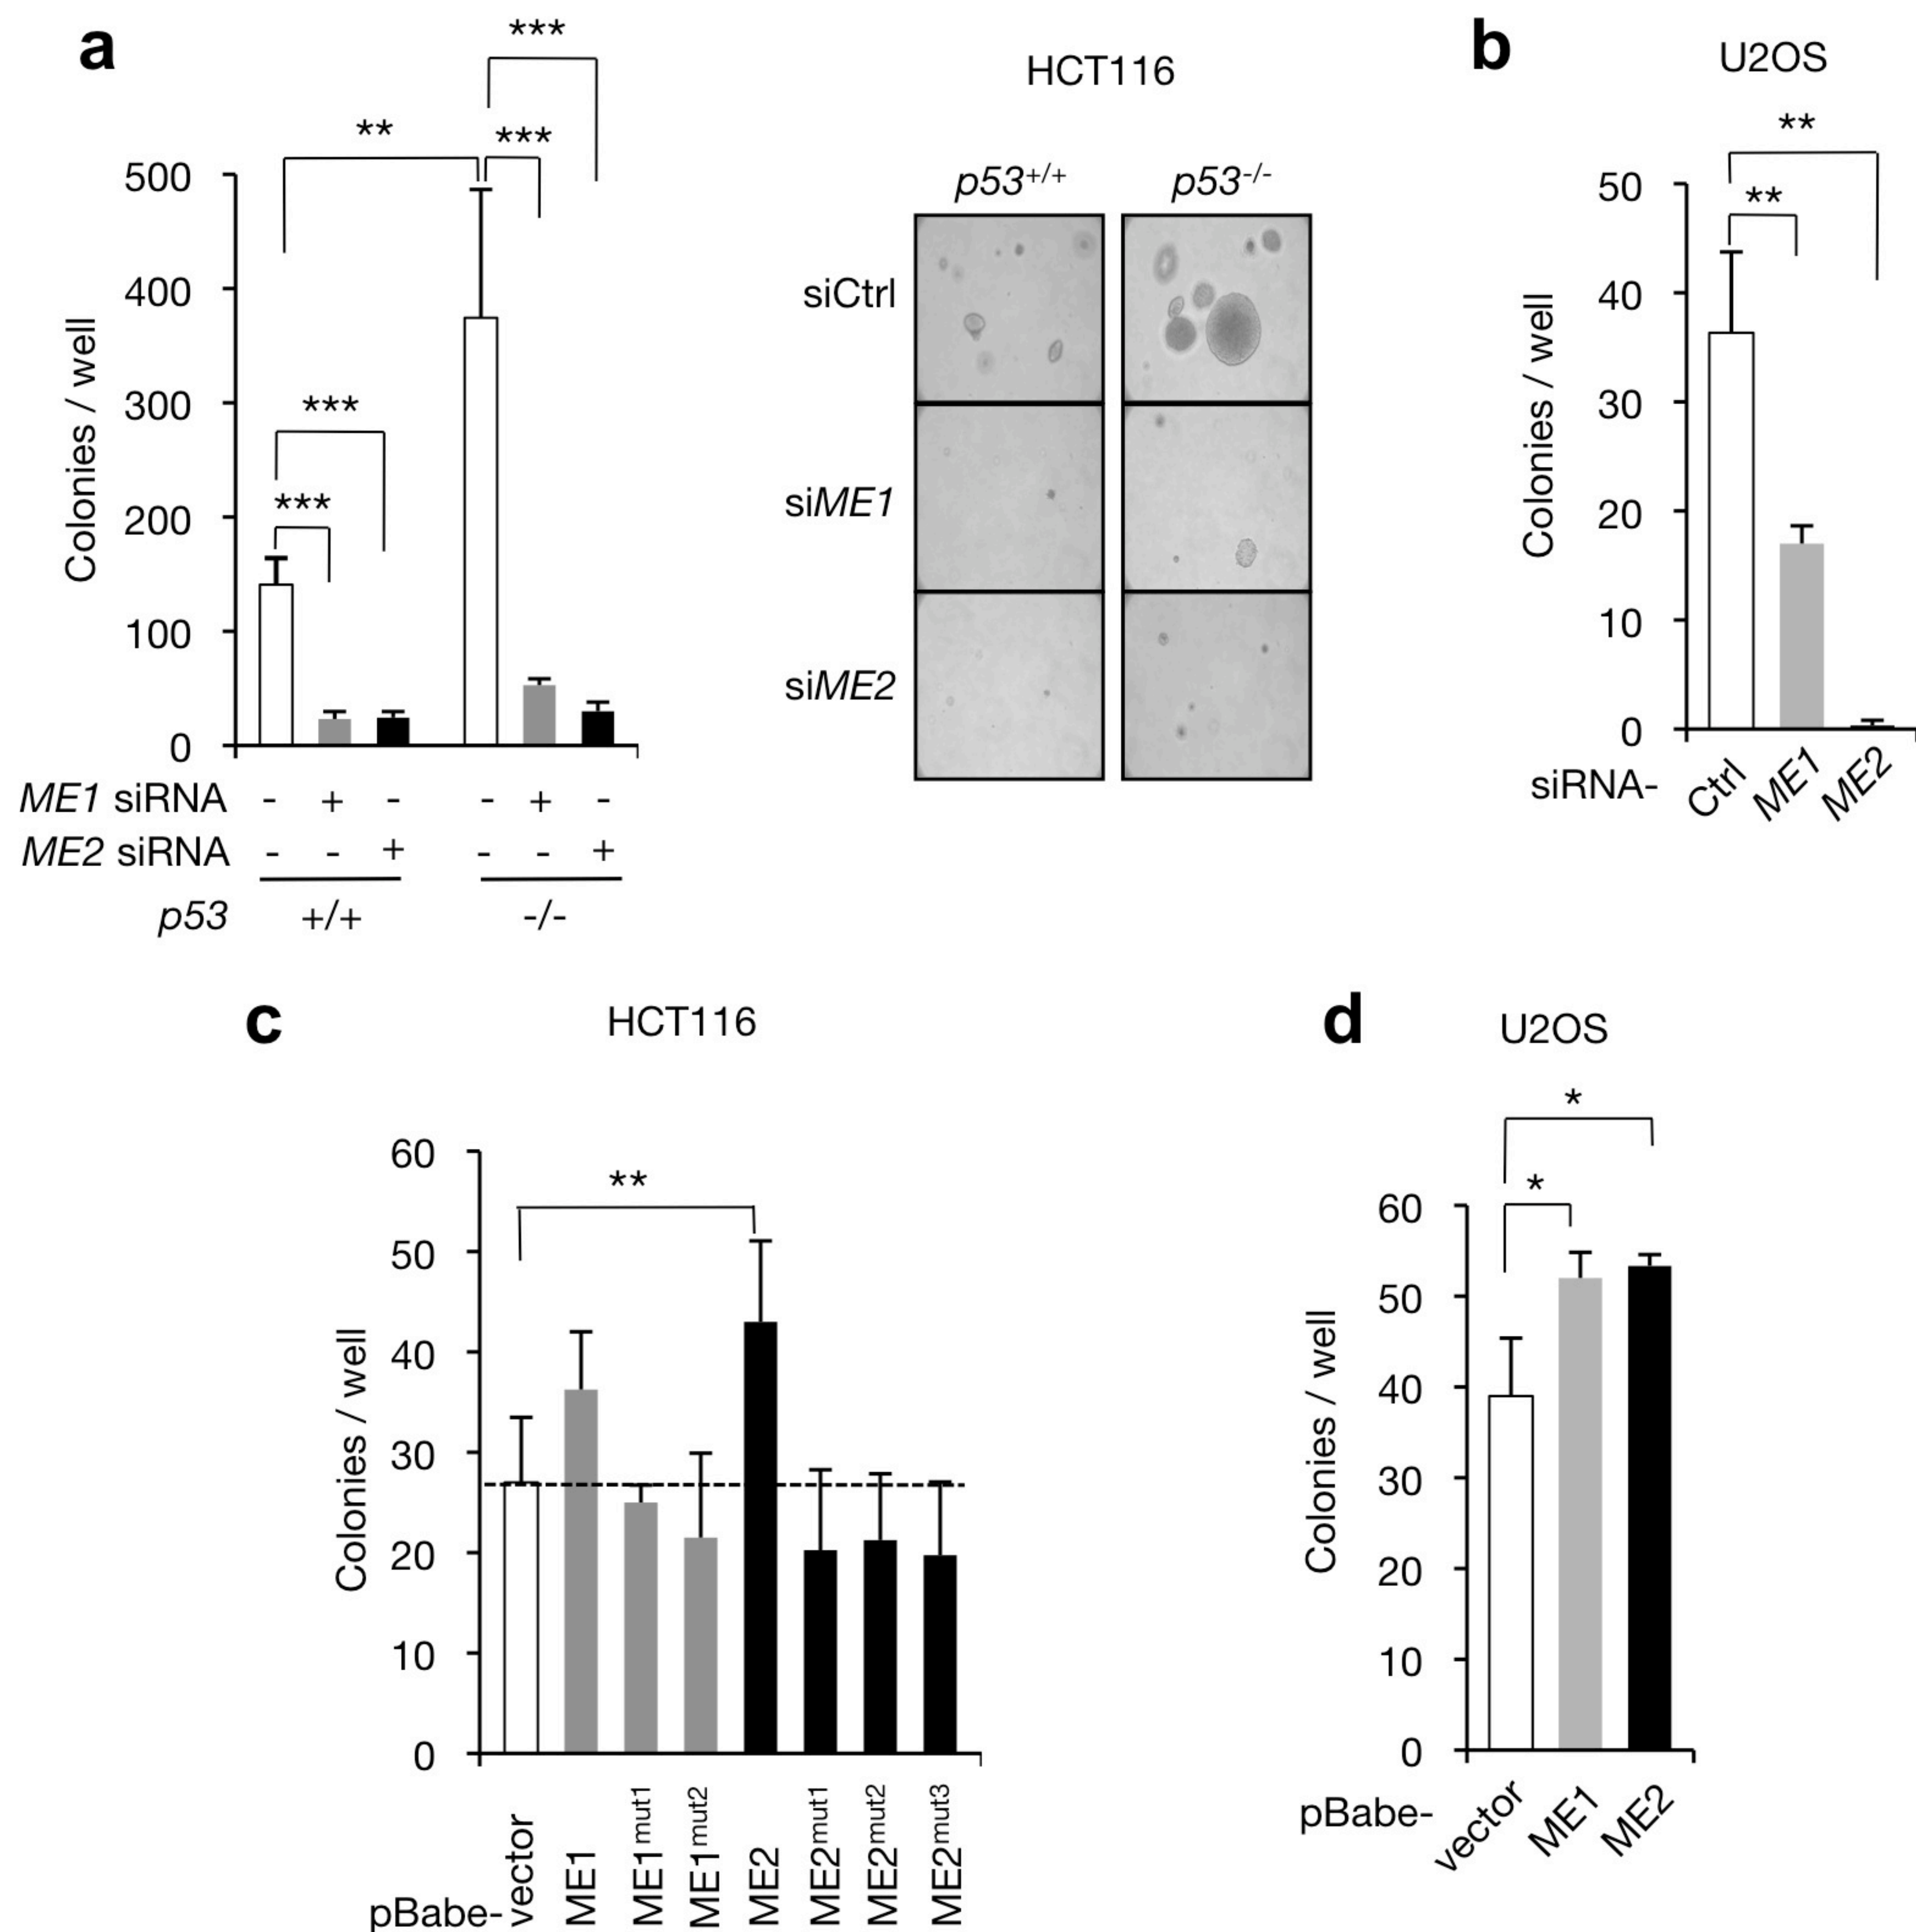 a
***
**
***
500
400
300
200
100
0
***
***
Colonies / well
ME1 siRNA - + - - + -
ME2 siRNA - - + - - +
p53 +/+ -/-
HCT116
p53+/+ p53-/-
siCtrl
siME1
siME2
b
U2OS
**
**
50
40
30
20
10
0
Colonies / well
siRNA- Ctrl ME1 ME2
c
HCT116
**
60
50
40
30
20
10
0
Colonies / well
pBabe- vector ME1 ME1mut1 ME1mut2 ME2 ME2mut1 ME2mut2 ME2mut3
d
U2OS
*
*
60
50
40
30
20
10
0
Colonies / well
pBabe- vector ME1 ME2